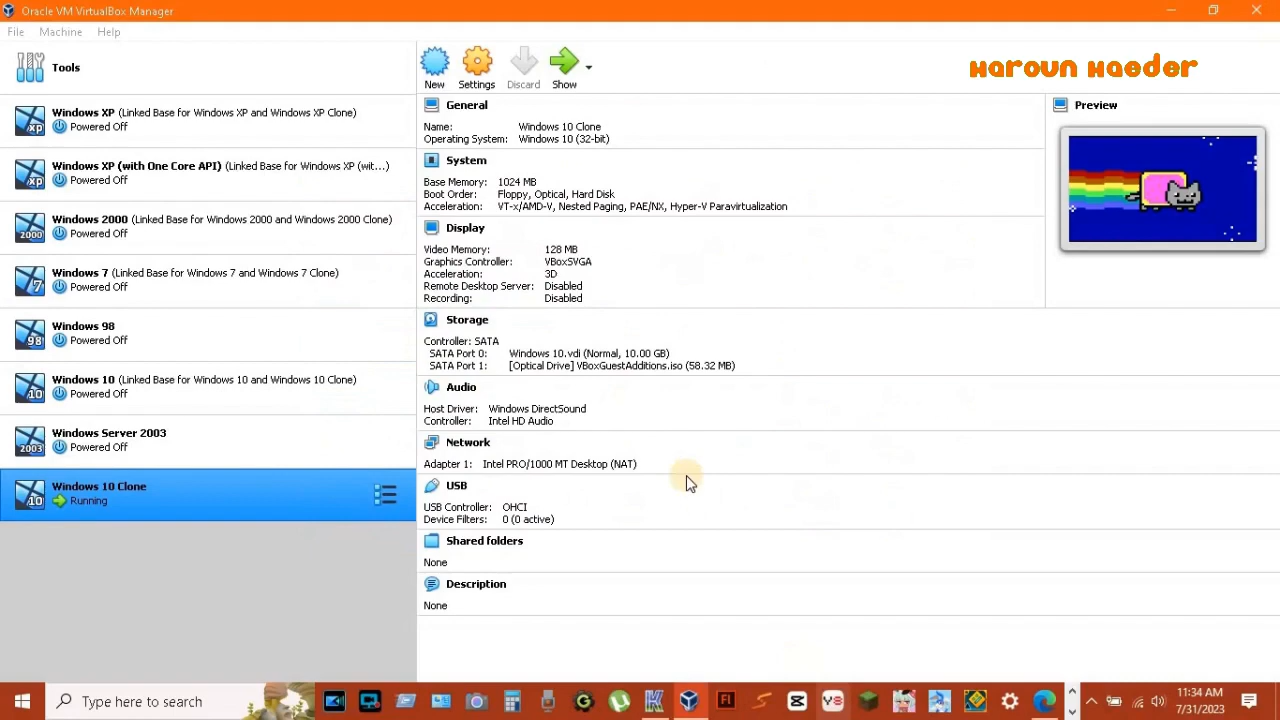 Oracle VM VirtualBox Manager
File Machine Help
Tools
New Settings Discard Show
Haroun Haeder
Windows XP (Linked Base for Windows XP and Windows XP Clone)
Powered Off
Windows XP (with One Core API) (Linked Base for Windows XP (wit...)
Powered Off
Windows 2000 (Linked Base for Windows 2000 and Windows 2000 Clone)
Powered Off
Windows 7 (Linked Base for Windows 7 and Windows 7 Clone)
Powered Off
Windows 98
Powered Off
Windows 10 (Linked Base for Windows 10 and Windows 10 Clone)
Powered Off
Windows Server 2003
Powered Off
Windows 10 Clone
Running
xp
xp
2000
7
98
10
2003
10
General
Name: Windows 10 Clone
Operating System: Windows 10 (32-bit)
System
Base Memory: 1024 MB
Boot Order: Floppy, Optical, Hard Disk
Acceleration: VT-x/AMD-V, Nested Paging, PAE/NX, Hyper-V Paravirtualization
Display
Video Memory: 128 MB
Graphics Controller: VBoxSVGA
Acceleration: 3D
Remote Desktop Server: Disabled
Recording: Disabled
Storage
Controller: SATA
SATA Port 0: Windows 10.vdi (Normal, 10.00 GB)
SATA Port 1: [Optical Drive] VBoxGuestAdditions.iso (58.32 MB)
Audio
Host Driver: Windows DirectSound
Controller: Intel HD Audio
Network
Adapter 1: Intel PRO/1000 MT Desktop (NAT)
USB
USB Controller: OHCI
Device Filters: 0 (0 active)
Shared folders
None
Description
None
Preview
Type here to search
Fl
11:34 AM
7/31/2023